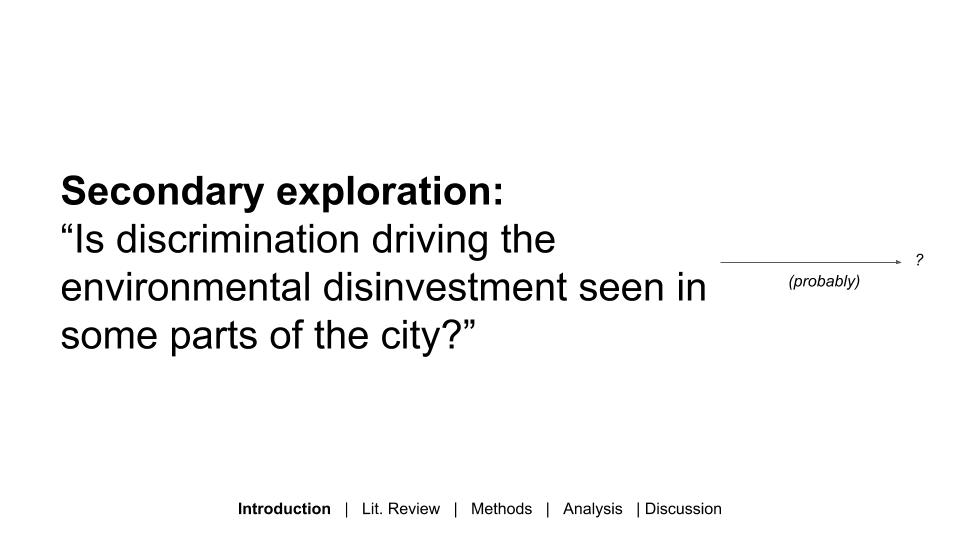 Secondary exploration:
“Is discrimination driving the
environmental disinvestment seen in
some parts of the city?”
?
(probably)
Introduction | Lit. Review | Methods | Analysis | Discussion